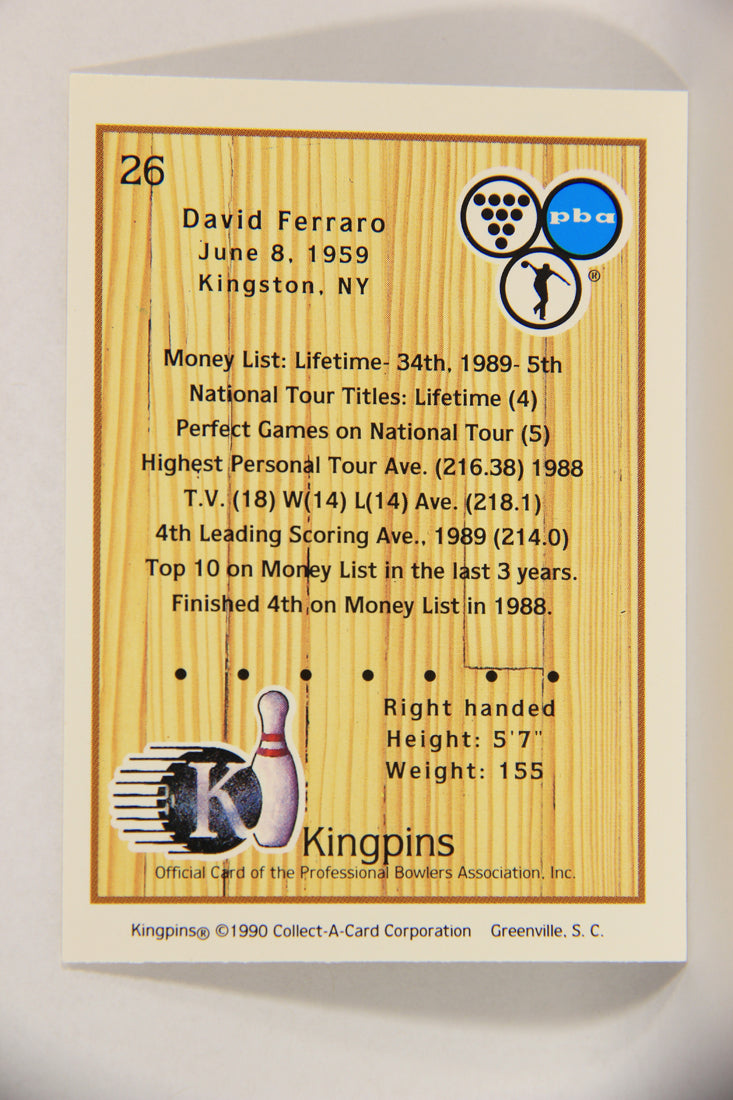 26
David Ferraro
June 8, 1959
Kingston, NY
pba
®
Money List: Lifetime- 34th, 1989- 5th
National Tour Titles: Lifetime (4)
Perfect Games on National Tour (5)
Highest Personal Tour Ave. (216.38) 1988
T.V. (18) W(14) L(14) Ave. (218.1)
4th Leading Scoring Ave., 1989 (214.0)
Top 10 on Money List in the last 3 years.
Finished 4th on Money List in 1988.
Right handed
Height: 5'7"
Weight: 155
K
Kingpins
Official Card of the Professional Bowlers Association, Inc.
Kingpins® ©1990 Collect-A-Card Corporation Greenville, S. C.